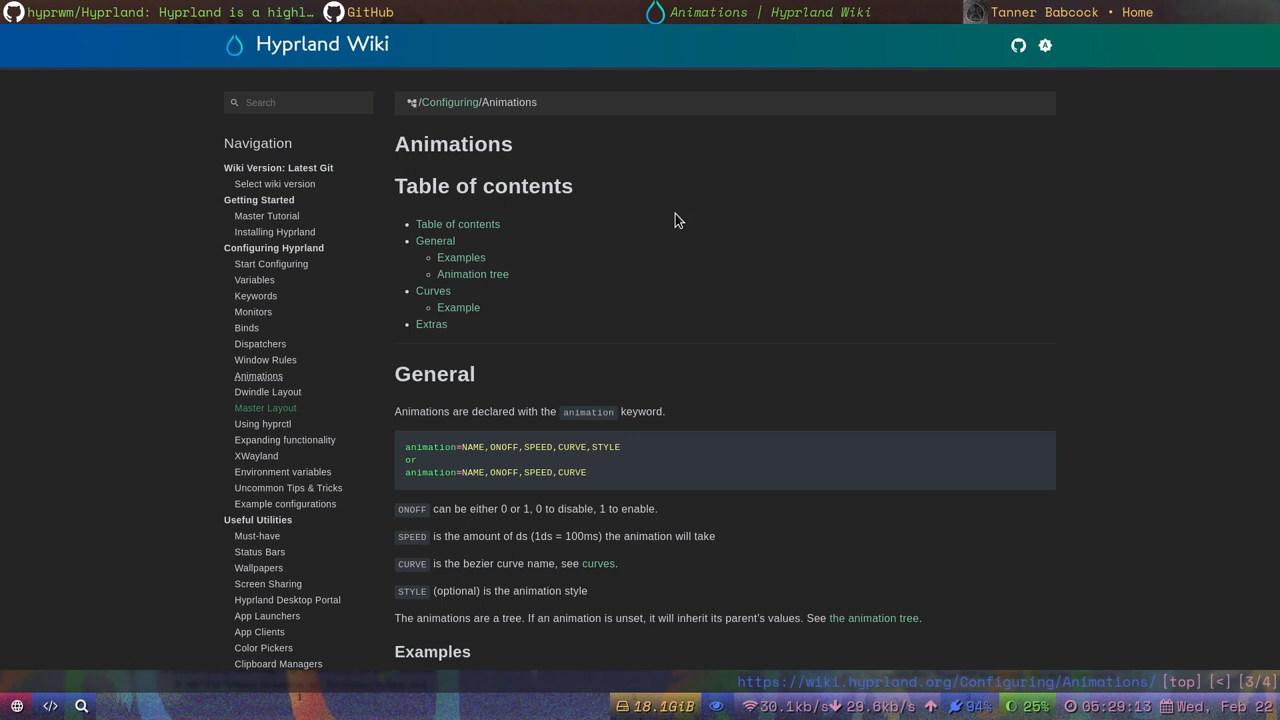 hyprwm/Hyprland: Hyprland is a highl…
GitHub
Animations | Hyprland Wiki
Tanner Babcock • Home
Hyprland Wiki
Search
Navigation
Wiki Version: Latest Git
Select wiki version
Getting Started
Master Tutorial
Installing Hyprland
Configuring Hyprland
Start Configuring
Variables
Keywords
Monitors
Binds
Dispatchers
Window Rules
Animations
Dwindle Layout
Master Layout
Using hyprctl
Expanding functionality
XWayland
Environment variables
Uncommon Tips & Tricks
Example configurations
Useful Utilities
Must-have
Status Bars
Wallpapers
Screen Sharing
Hyprland Desktop Portal
App Launchers
App Clients
Color Pickers
Clipboard Managers
/Configuring/Animations
Animations
Table of contents
Table of contents
General
Examples
Animation tree
Curves
Example
Extras
General
Animations are declared with the animation keyword.
animation=NAME,ONOFF,SPEED,CURVE,STYLE
or
animation=NAME,ONOFF,SPEED,CURVE
ONOFF can be either 0 or 1, 0 to disable, 1 to enable.
SPEED is the amount of ds (1ds = 100ms) the animation will take
CURVE is the bezier curve name, see curves.
STYLE (optional) is the animation style
The animations are a tree. If an animation is unset, it will inherit its parent's values. See the animation tree.
Examples
https://wiki.hyprland.org/Configuring/Animations/ [top] [<] [3/4]
18.1GiB 30.1kb/s 29.6kb/s 94% 25% 05:29:13 Wed, Feb 22